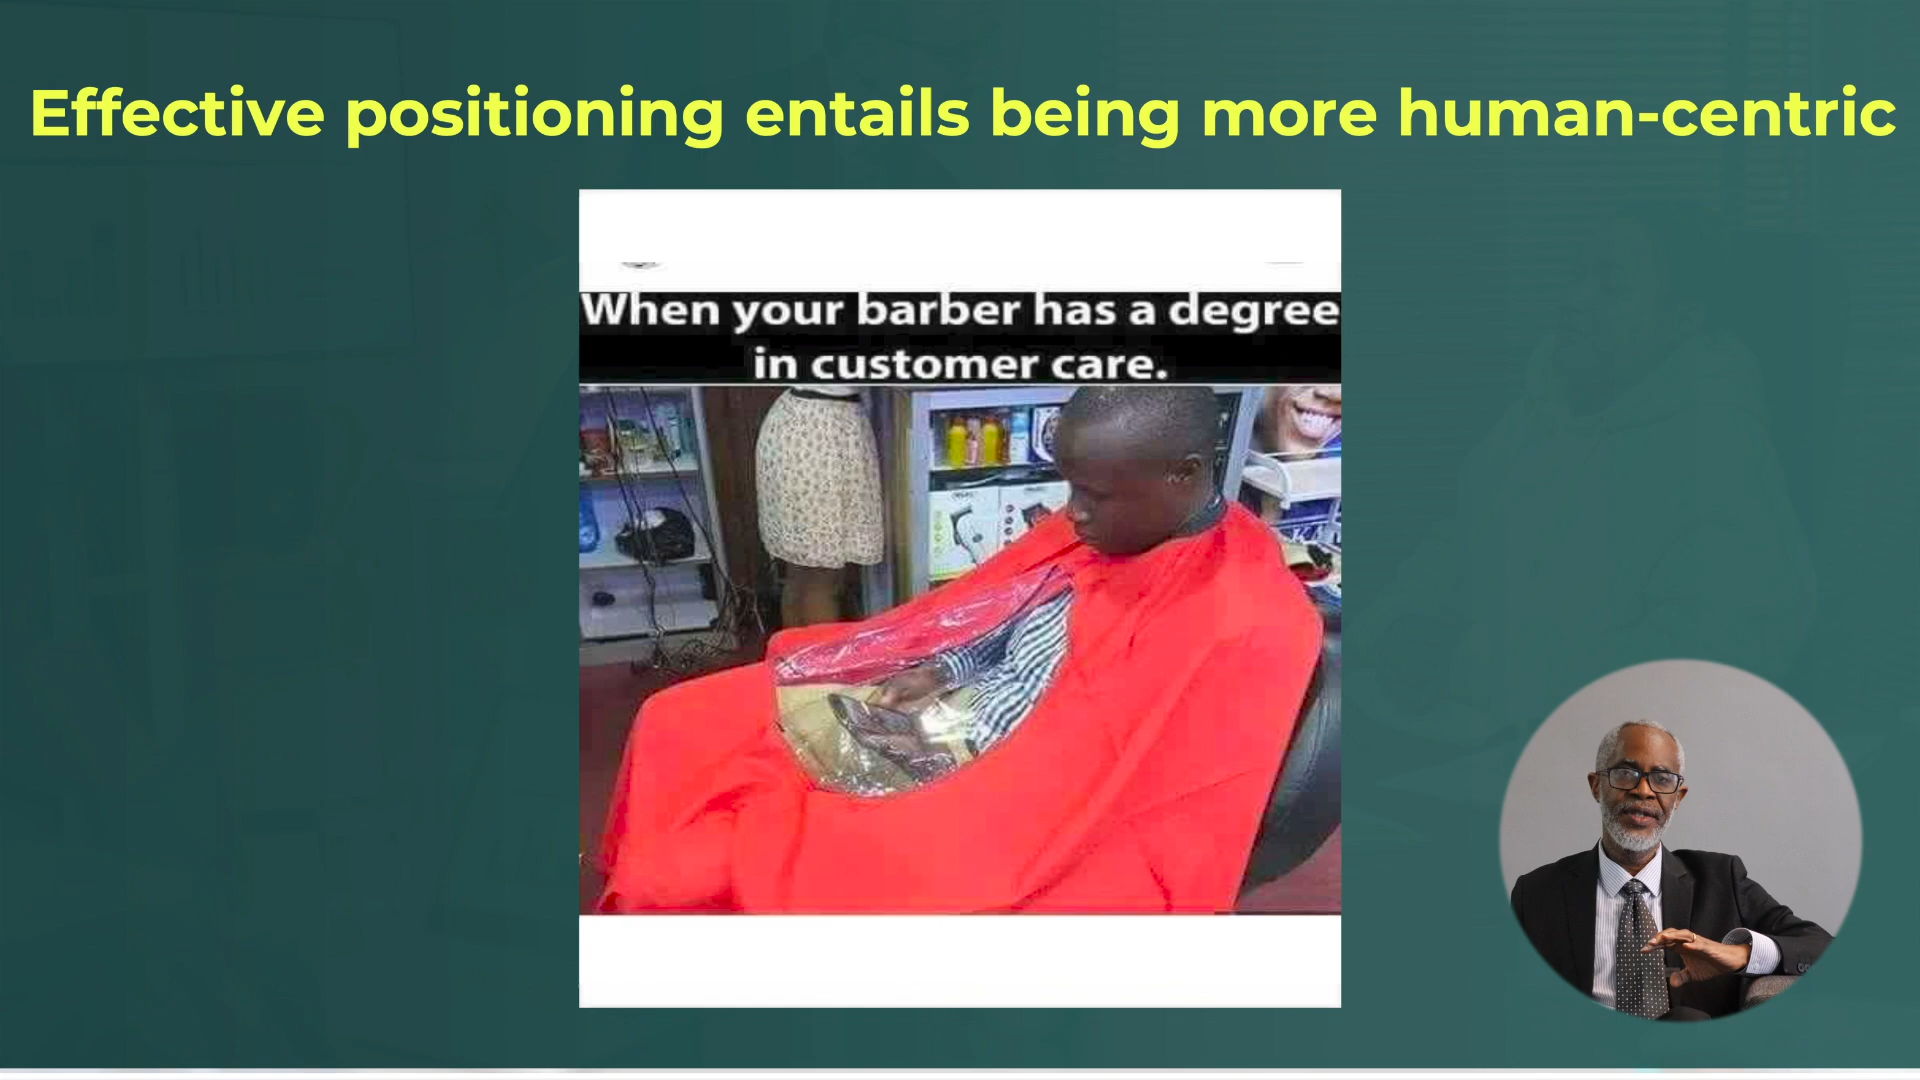 Effective positioning entails being more human-centric
When your barber has a degree
in customer care.